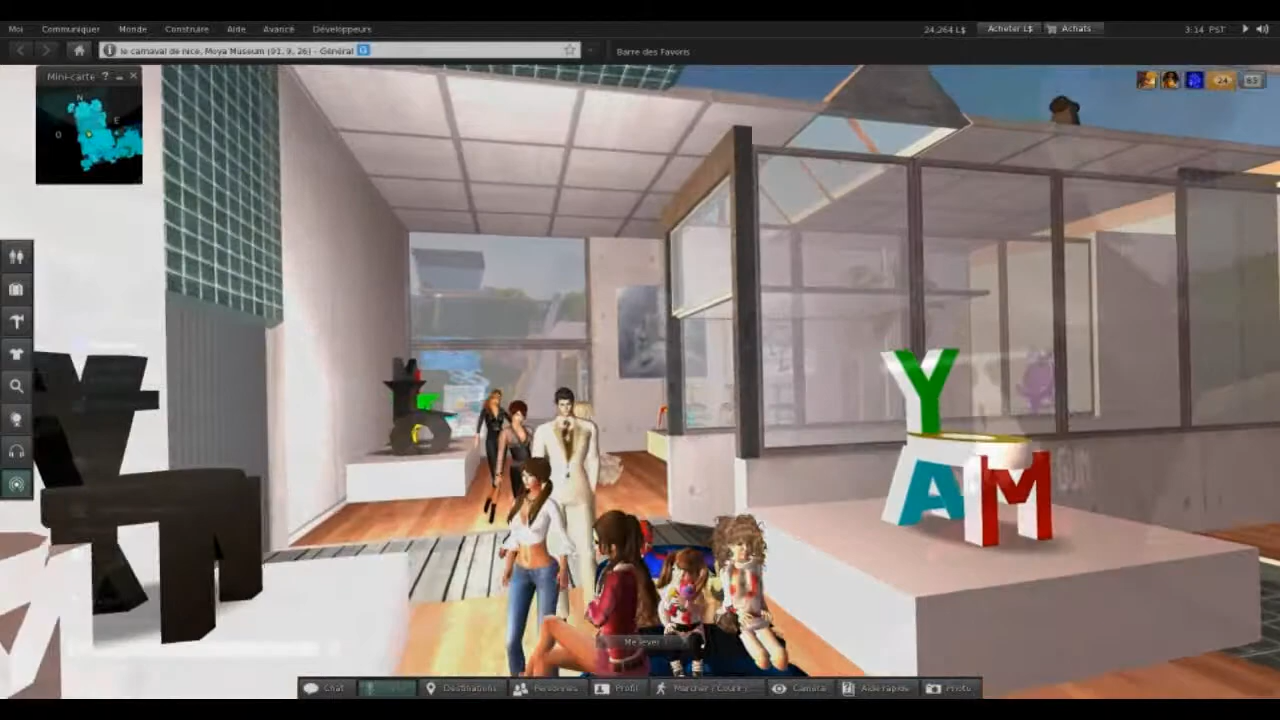 Moi Communiquer Monde Construire Aide Avancé Développeurs 24,264 L$ Acheter L$ Achats 3:14 PST
le carnaval de nice, Moya Museum (91, 9, 26) - Général G Barre des Favoris
Mini-carte ? 24 83
N
O E
Y
A M
Me lever
Chat Destinations Personnes Profil Marcher / Courir Caméra Aide rapide Photo